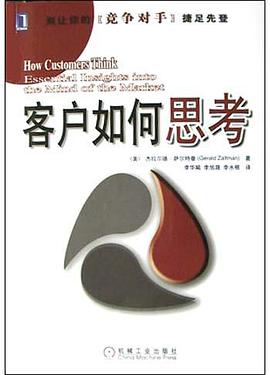 别让你的【竞争对手】捷足先登
How Customers Think
Essential Insights into
the Mind of the Market
客户如何思考
(美) 杰拉尔德·萨尔特曼 (Gerald Zaltman) 著
译
机械工业出版社
China Machine Press